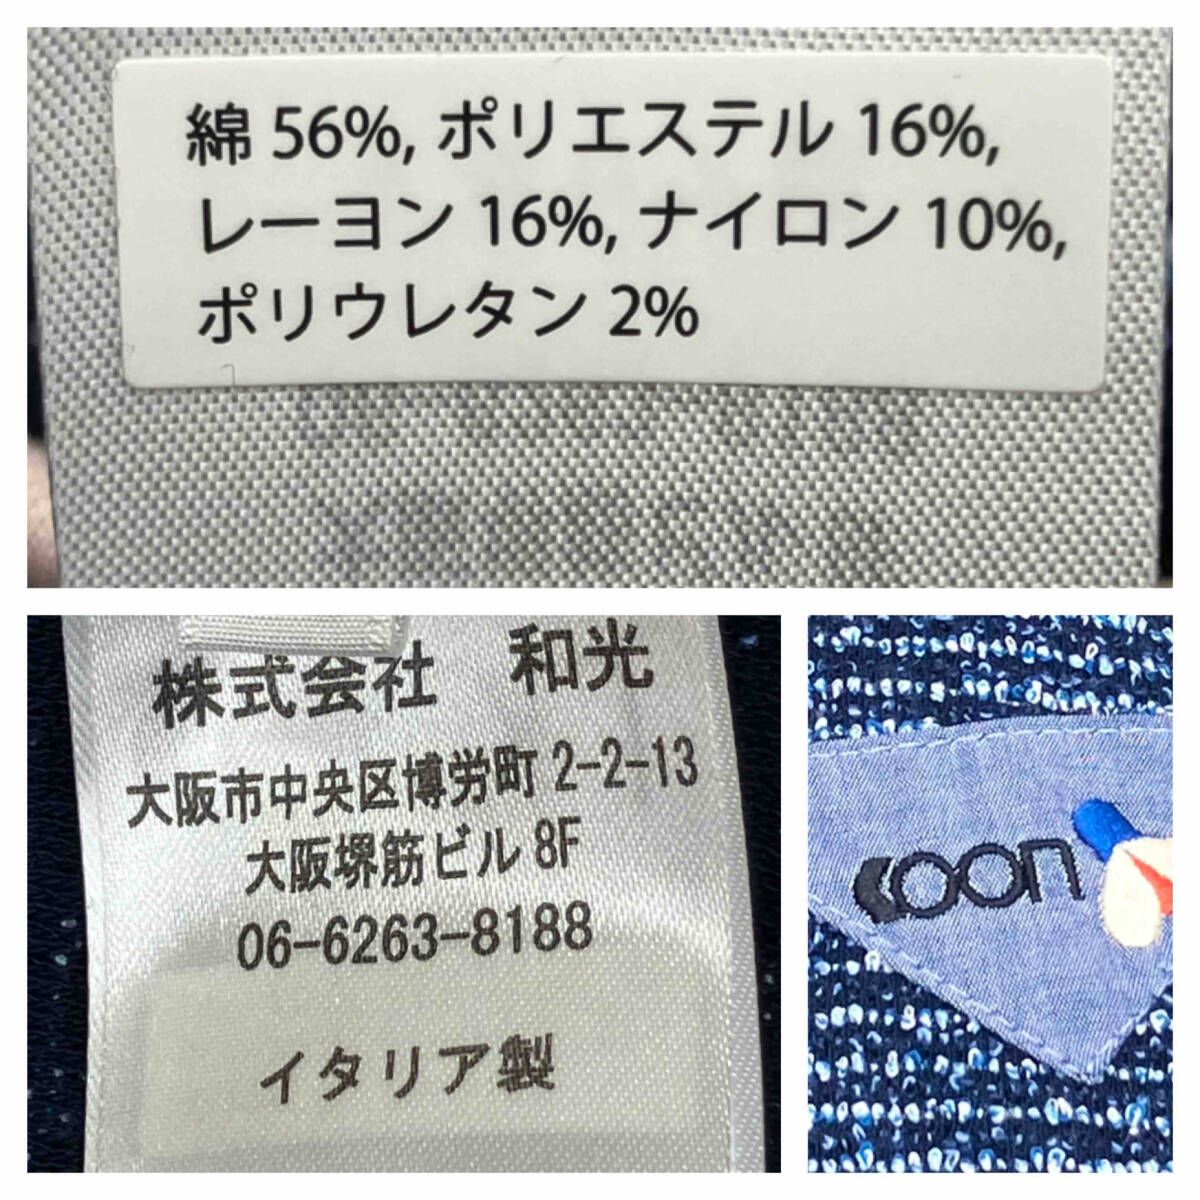 綿 56%, ポリエステル 16%,
レーヨン 16%, ナイロン 10%,
ポリウレタン 2%
株式会社 和光
大阪市中央区博労町 2-2-13
大阪堺筋ビル 8F
06-6263-8188
イタリア製
coon